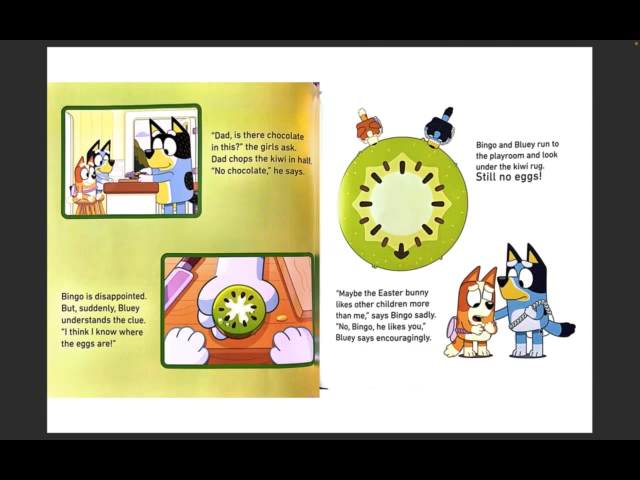 "Dad, is there chocolate
in this?" the girls ask.
Dad chops the kiwi in half.
"No chocolate," he says.
Bingo is disappointed.
But, suddenly, Bluey
understands the clue.
"I think I know where
the eggs are!"
Bingo and Bluey run to
the playroom and look
under the kiwi rug.
Still no eggs!
"Maybe the Easter bunny
likes other children more
than me," says Bingo sadly.
"No, Bingo, he likes you,"
Bluey says encouragingly.